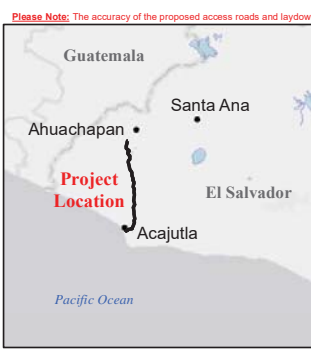 Please Note: The accuracy of the proposed access roads and laydow
Guatemala
Santa Ana
Ahuachapan
Project
Location
El Salvador
Acajutla
Pacific Ocean